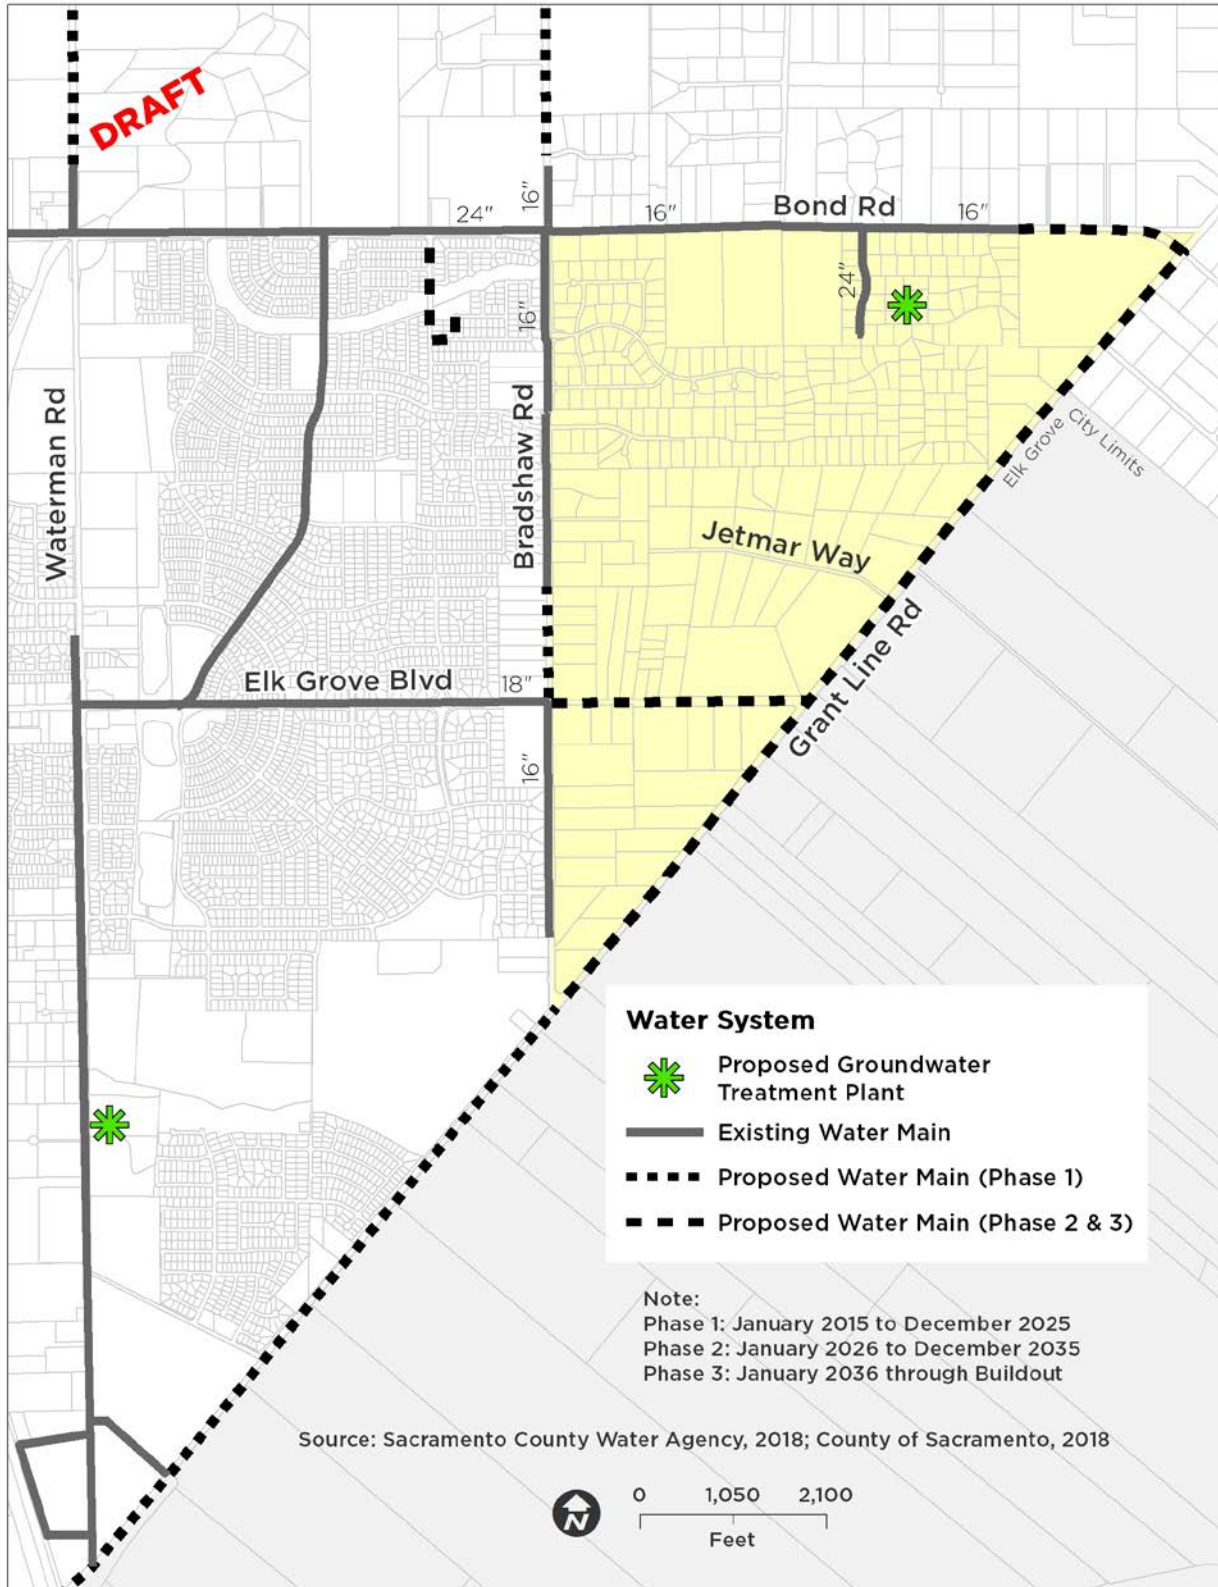 DRAFT
24"
16"
16"
Bond Rd
16"
24"
16"
Waterman Rd
Bradshaw Rd
Elk Grove
City Limits
Jetmar Way
Grant Line Rd
Elk Grove Blvd
18"
16"
Water System
Proposed Groundwater
Treatment Plant
Existing Water Main
Proposed Water Main (Phase 1)
Proposed Water Main (Phase 2 & 3)
Note:
Phase 1: January 2015 to December 2025
Phase 2: January 2026 to December 2035
Phase 3: January 2036 through Buildout
Source: Sacramento County Water Agency, 2018; County of Sacramento, 2018
N
0 1,050 2,100
Feet